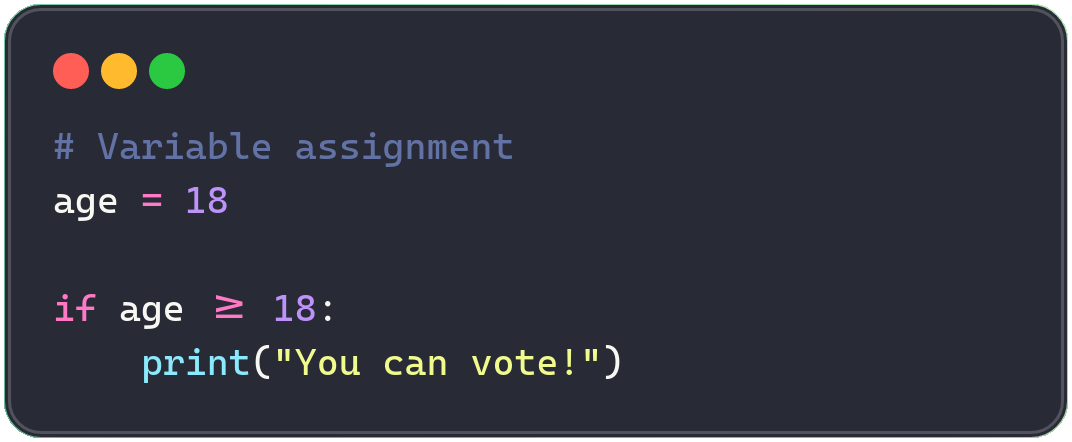 # Variable assignment
age = 18
if age ≥ 18:
    print("You can vote!")